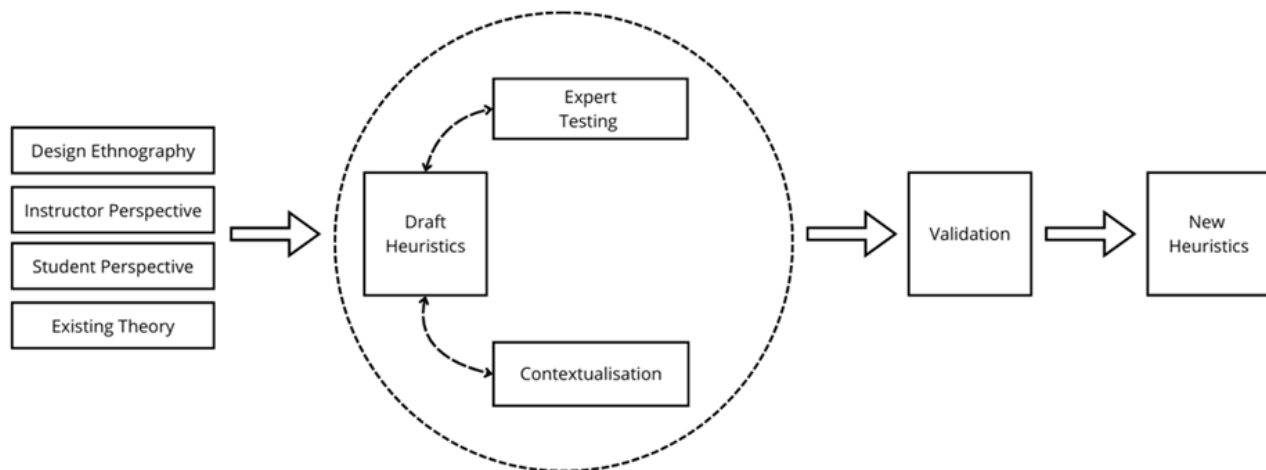 Design Ethnography
Instructor Perspective
Student Perspective
Existing Theory
Draft
Heuristics
Expert
Testing
Contextualisation
Validation
New
Heuristics